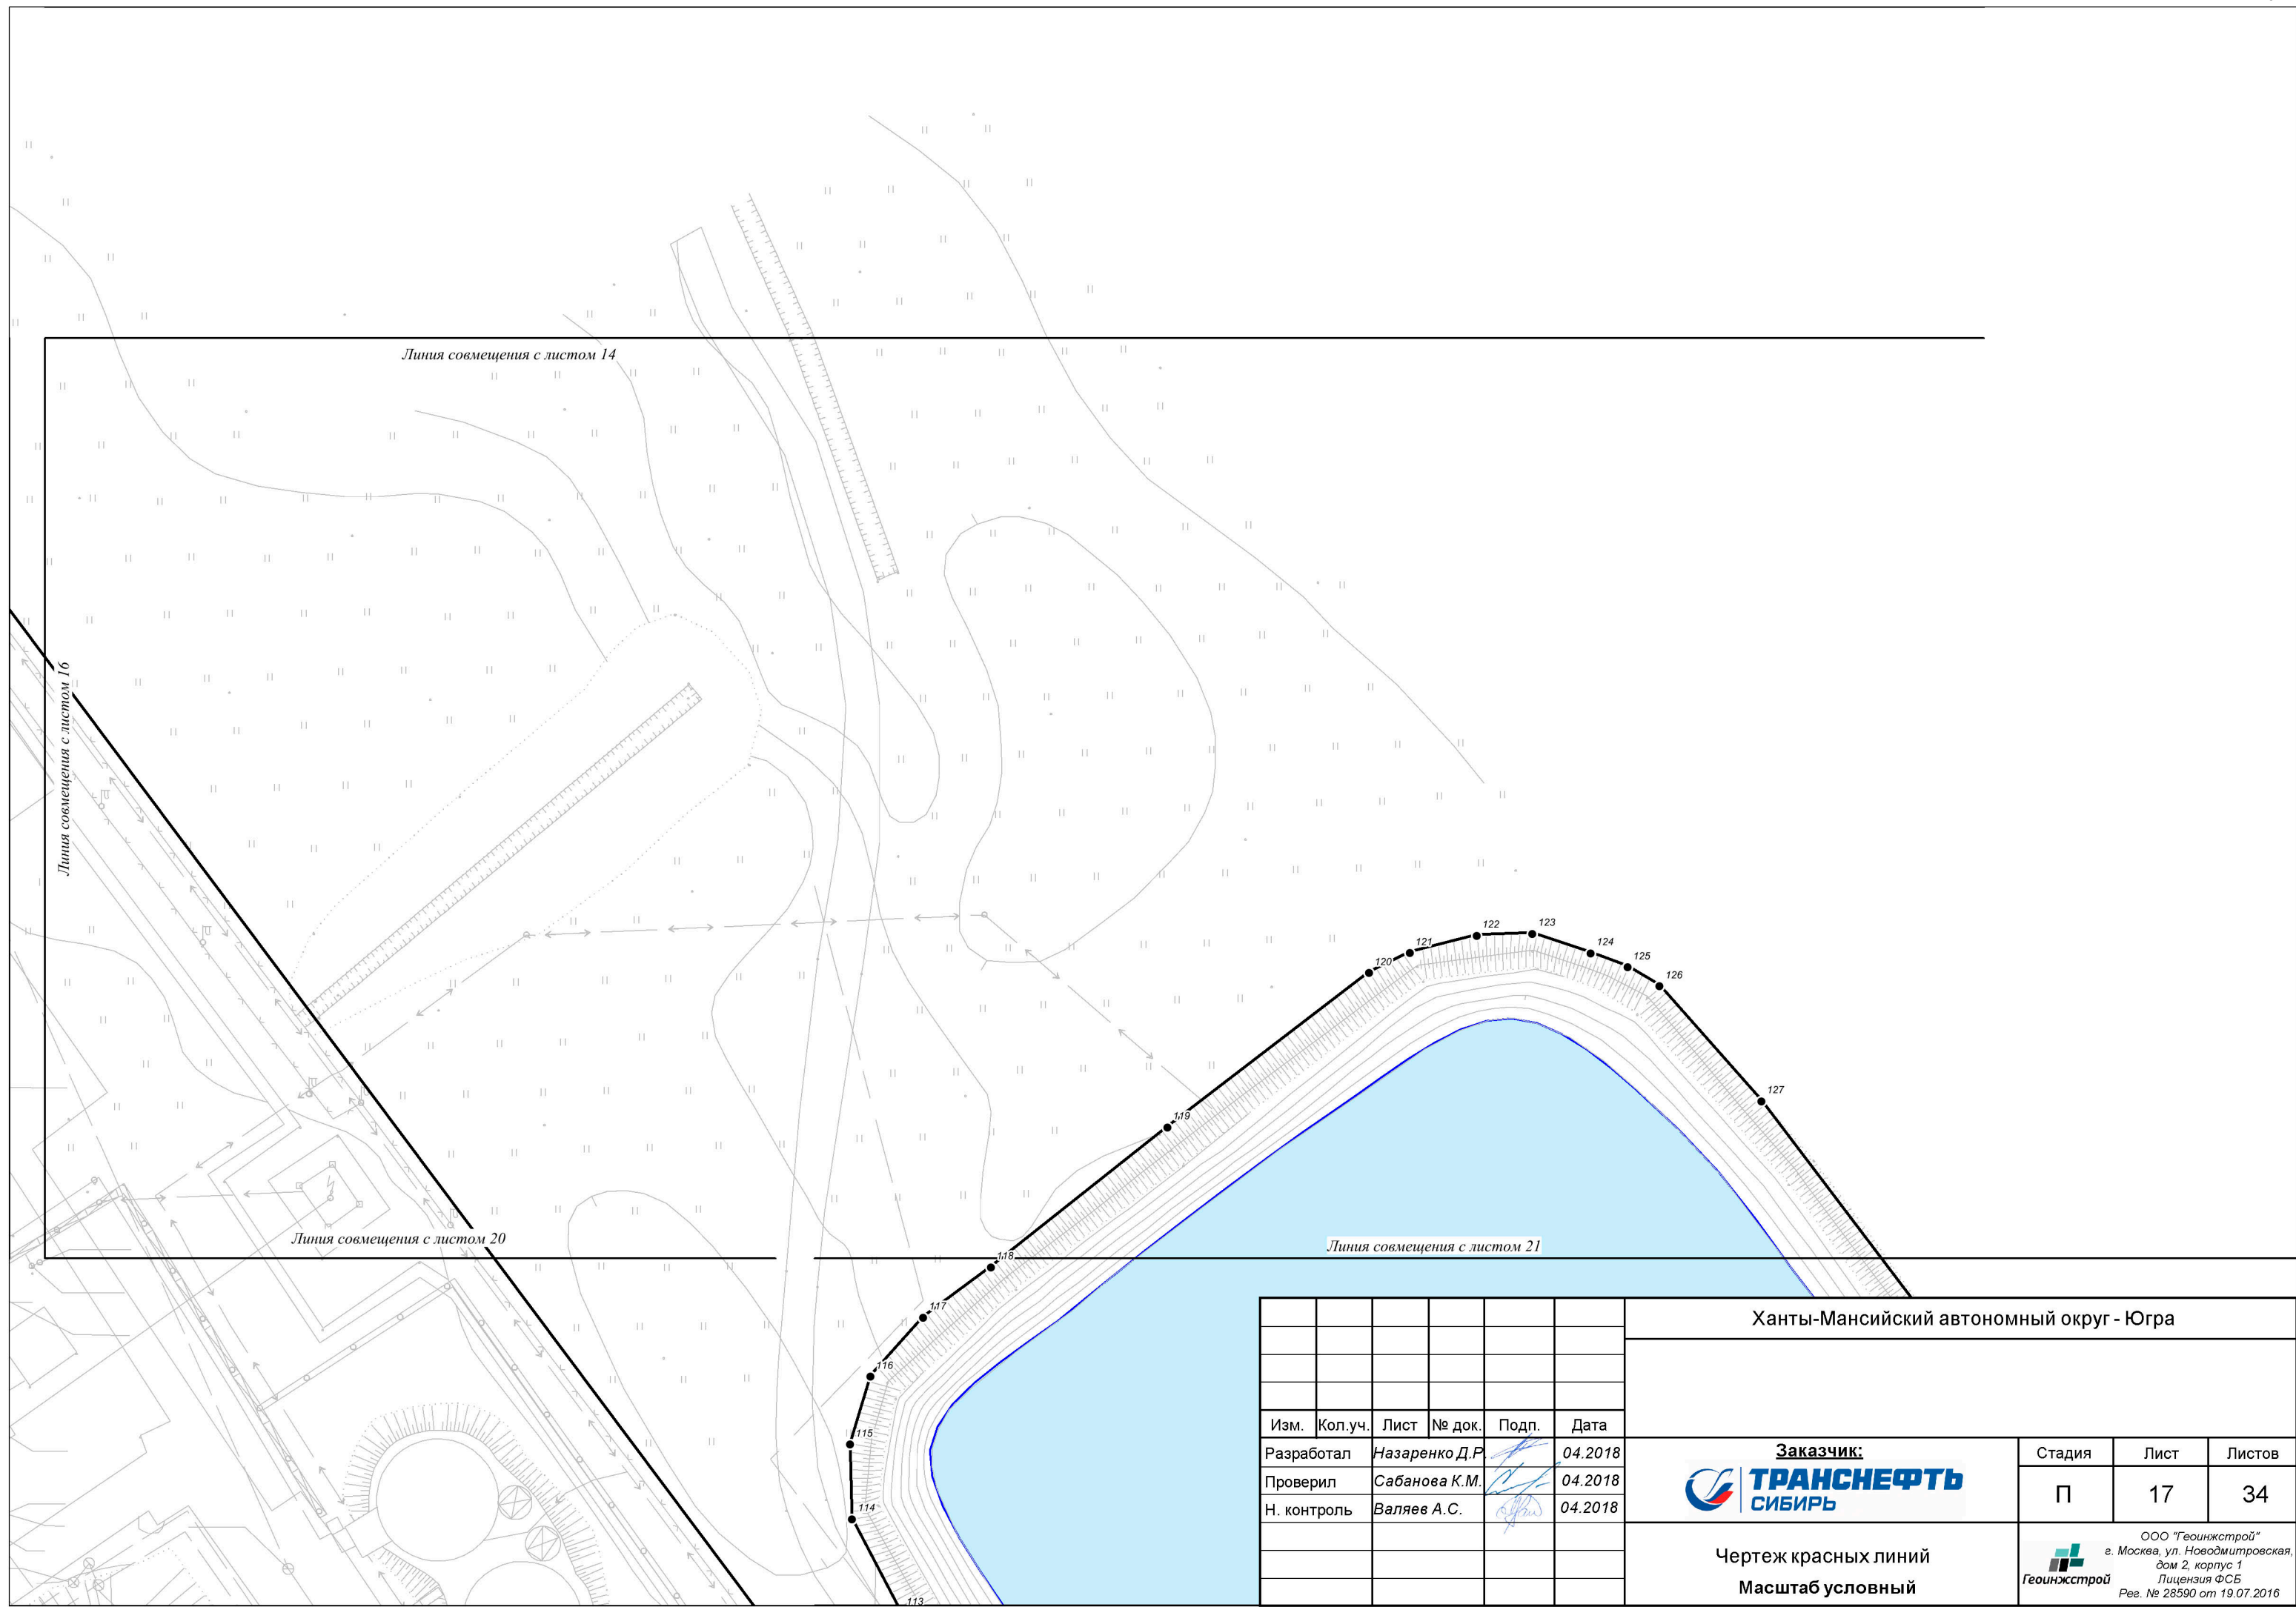 Линия совмещения с листом 14
Линия совмещения с листом 16
122
123
121
124
125
120
126
127
119
Линия совмещения с листом 20
Линия совмещения с листом 21
118
117
116
115
114
113
Ханты-Мансийский автономный округ - Югра
Изм. Кол.уч. Лист № док. Подп. Дата
Разработал Назаренко Д.Р. 04.2018
Проверил Сабанова К.М. 04.2018
Н. контроль Валяев А.С. 04.2018
Заказчик:
ТРАНСНЕФТЬ
СИБИРЬ
Стадия Лист Листов
П 17 34
Чертеж красных линий
Масштаб условный
Геоинжстрой
ООО "Геоинжстрой"
г. Москва, ул. Новодмитровская,
дом 2, корпус 1
Лицензия ФСБ
Рег. № 28590 от 19.07.2016